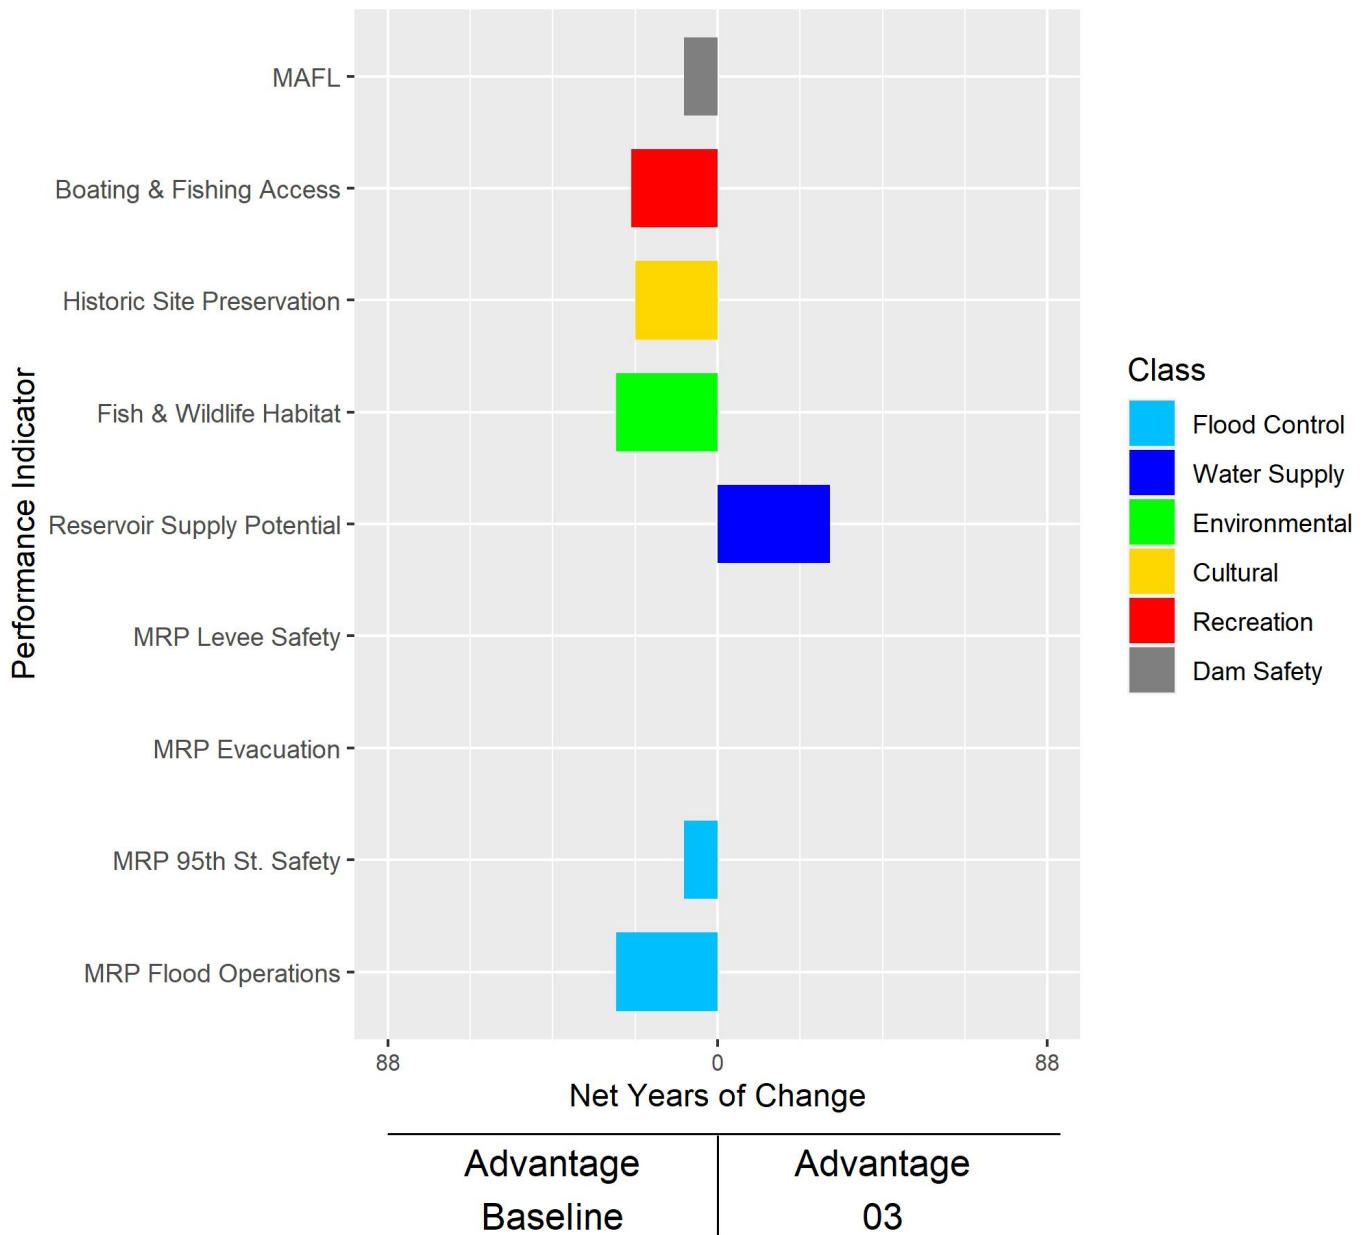 MAFL
Boating & Fishing Access
Historic Site Preservation
Fish & Wildlife Habitat
Reservoir Supply Potential
MRP Levee Safety
MRP Evacuation
MRP 95th St. Safety
MRP Flood Operations
Performance Indicator
88 0 88
Net Years of Change
Advantage Advantage
Baseline 03
Class
Flood Control
Water Supply
Environmental
Cultural
Recreation
Dam Safety